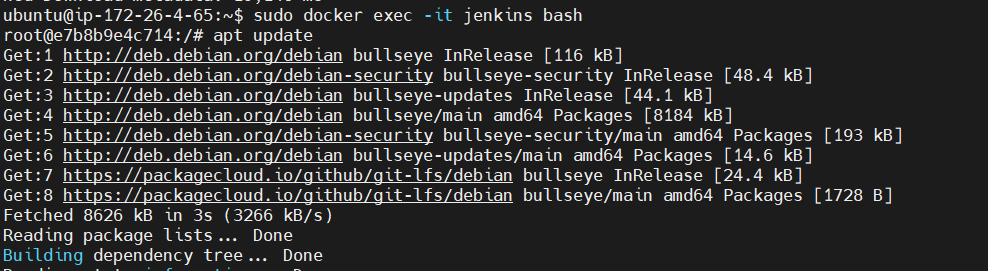 ubuntu@ip-172-26-4-65:~$ sudo docker exec -it jenkins bash
root@e7b8b9e4c714:/# apt update
Get:1 http://deb.debian.org/debian bullseye InRelease [116 kB]
Get:2 http://deb.debian.org/debian-security bullseye-security InRelease [48.4 kB]
Get:3 http://deb.debian.org/debian bullseye-updates InRelease [44.1 kB]
Get:4 http://deb.debian.org/debian bullseye/main amd64 Packages [8184 kB]
Get:5 http://deb.debian.org/debian-security bullseye-security/main amd64 Packages [193 kB]
Get:6 http://deb.debian.org/debian bullseye-updates/main amd64 Packages [14.6 kB]
Get:7 https://packagecloud.io/github/git-lfs/debian bullseye InRelease [24.4 kB]
Get:8 https://packagecloud.io/github/git-lfs/debian bullseye/main amd64 Packages [1728 B]
Fetched 8626 kB in 3s (3266 kB/s)
Reading package lists... Done
Building dependency tree... Done